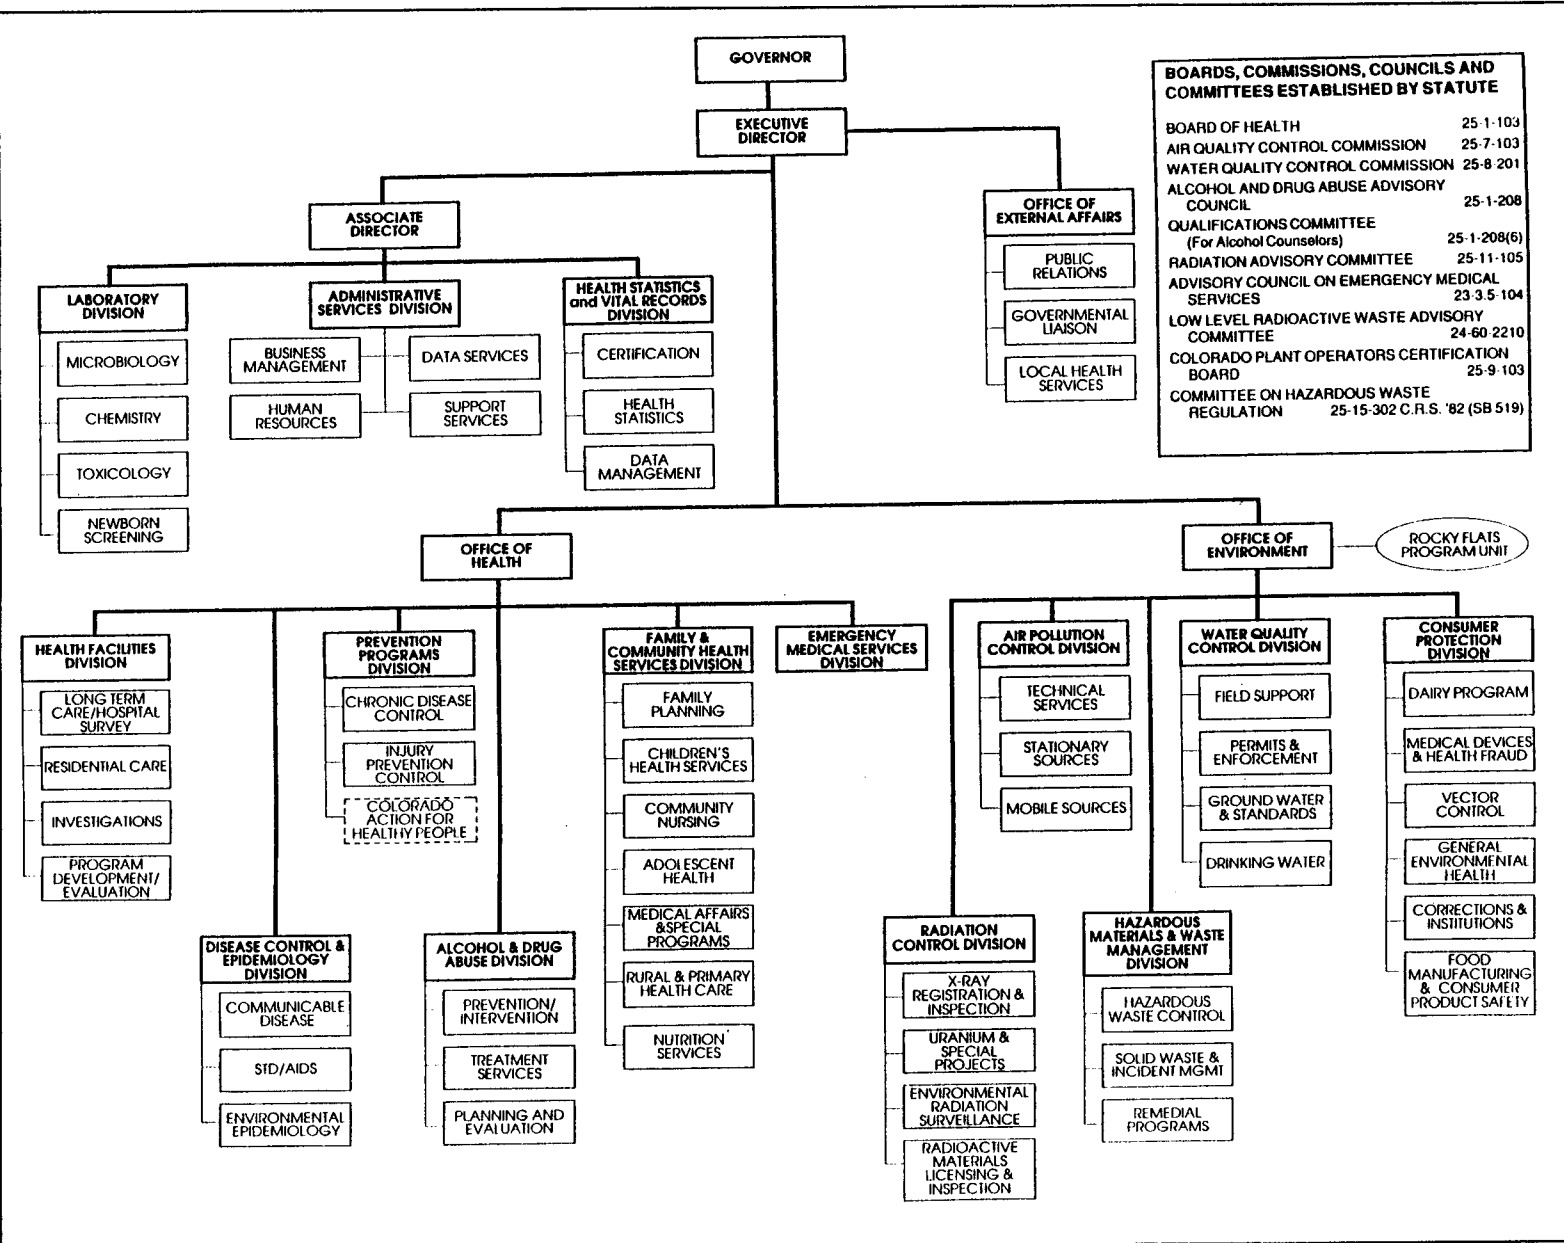 GOVERNOR
EXECUTIVE
DIRECTOR
BOARDS, COMMISSIONS, COUNCILS AND
COMMITTEES ESTABLISHED BY STATUTE
BOARD OF HEALTH 25-1-103
AIR QUALITY CONTROL COMMISSION 25-7-103
WATER QUALITY CONTROL COMMISSION 25-8-201
ALCOHOL AND DRUG ABUSE ADVISORY
COUNCIL 25-1-208
QUALIFICATIONS COMMITTEE
(For Alcohol Counselors) 25-1-208(6)
RADIATION ADVISORY COMMITTEE 25-11-105
ADVISORY COUNCIL ON EMERGENCY MEDICAL
SERVICES 23-3.5-104
LOW LEVEL RADIOACTIVE WASTE ADVISORY
COMMITTEE 24-60-2210
COLORADO PLANT OPERATORS CERTIFICATION
BOARD 25-9-103
COMMITTEE ON HAZARDOUS WASTE
REGULATION 25-15-302 C.R.S. '82 (SB 519)
ASSOCIATE
DIRECTOR
OFFICE OF
EXTERNAL AFFAIRS
PUBLIC
RELATIONS
GOVERNMENTAL
LIAISON
LOCAL HEALTH
SERVICES
LABORATORY
DIVISION
MICROBIOLOGY
CHEMISTRY
TOXICOLOGY
NEWBORN
SCREENING
ADMINISTRATIVE
SERVICES DIVISION
BUSINESS
MANAGEMENT
DATA SERVICES
HUMAN
RESOURCES
SUPPORT
SERVICES
HEALTH STATISTICS
and VITAL RECORDS
DIVISION
CERTIFICATION
HEALTH
STATISTICS
DATA
MANAGEMENT
OFFICE OF
HEALTH
OFFICE OF
ENVIRONMENT
ROCKY FLATS
PROGRAM UNIT
HEALTH FACILITIES
DIVISION
LONG TERM
CARE/HOSPITAL
SURVEY
RESIDENTIAL CARE
INVESTIGATIONS
PROGRAM
DEVELOPMENT/
EVALUATION
DISEASE CONTROL &
EPIDEMIOLOGY
DIVISION
COMMUNICABLE
DISEASE
STD/AIDS
ENVIRONMENTAL
EPIDEMIOLOGY
PREVENTION
PROGRAMS
DIVISION
CHRONIC DISEASE
CONTROL
INJURY
PREVENTION
CONTROL
COLORADO
ACTION FOR
HEALTHY PEOPLE
ALCOHOL & DRUG
ABUSE DIVISION
PREVENTION/
INTERVENTION
TREATMENT
SERVICES
PLANNING AND
EVALUATION
FAMILY &
COMMUNITY HEALTH
SERVICES DIVISION
FAMILY
PLANNING
CHILDREN'S
HEALTH SERVICES
COMMUNITY
NURSING
ADOLESCENT
HEALTH
MEDICAL AFFAIRS
&SPECIAL
PROGRAMS
RURAL & PRIMARY
HEALTH CARE
NUTRITION
SERVICES
EMERGENCY
MEDICAL SERVICES
DIVISION
RADIATION
CONTROL DIVISION
X-RAY
REGISTRATION &
INSPECTION
URANIUM &
SPECIAL
PROJECTS
ENVIRONMENTAL
RADIATION
SURVEILLANCE
RADIOACTIVE
MATERIALS
LICENSING &
INSPECTION
AIR POLLUTION
CONTROL DIVISION
TECHNICAL
SERVICES
STATIONARY
SOURCES
MOBILE SOURCES
HAZARDOUS
MATERIALS & WASTE
MANAGEMENT
DIVISION
HAZARDOUS
WASTE CONTROL
SOLID WASTE &
INCIDENT MGMT
REMEDIAL
PROGRAMS
WATER QUALITY
CONTROL DIVISION
FIELD SUPPORT
PERMITS &
ENFORCEMENT
GROUND WATER
& STANDARDS
DRINKING WATER
CONSUMER
PROTECTION
DIVISION
DAIRY PROGRAM
MEDICAL DEVICES
& HEALTH FRAUD
VECTOR
CONTROL
GENERAL
ENVIRONMENTAL
HEALTH
CORRECTIONS &
INSTITUTIONS
FOOD
MANUFACTURING
& CONSUMER
PRODUCT SAFETY